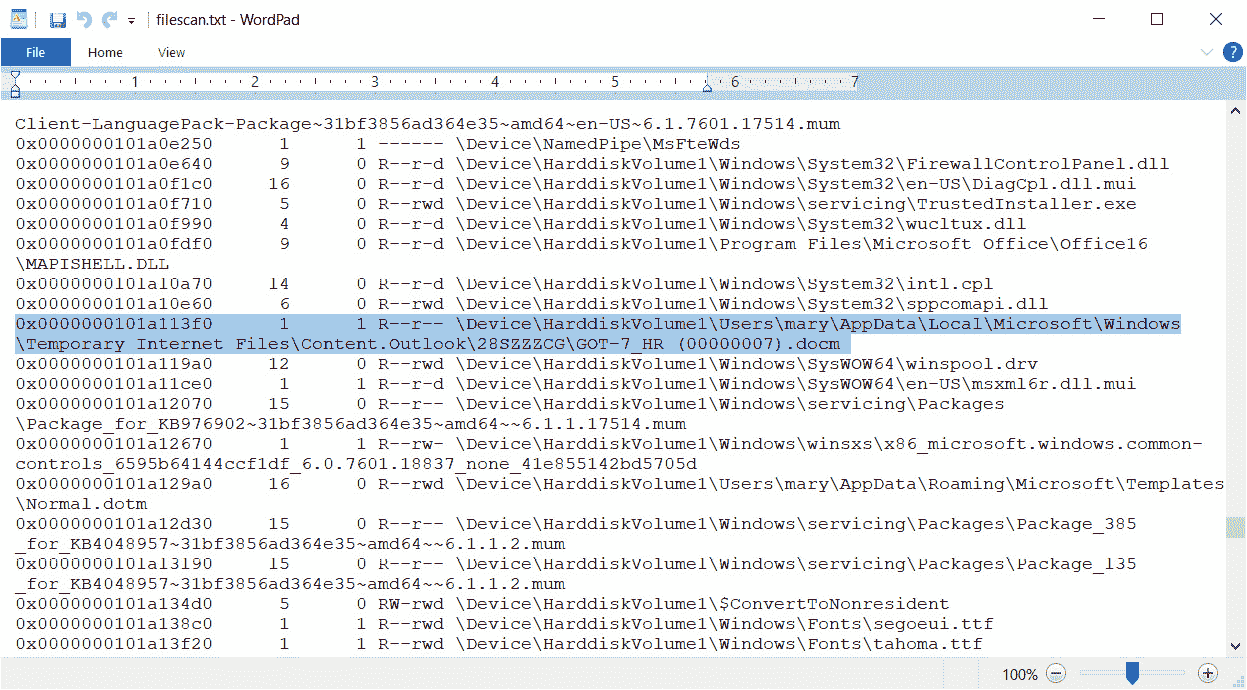 filescan.txt - WordPad
File Home View
?
1 2 3 4 5 6 7
Client-LanguagePack-Package~31bf3856ad364e35~amd64~en-US~6.1.7601.17514.mum
0x0000000101a0e250 1 1 ------ \Device\NamedPipe\MsFteWds
0x0000000101a0e640 9 0 R--r-d \Device\HarddiskVolume1\Windows\System32\FirewallControlPanel.dll
0x0000000101a0f1c0 16 0 R--r-d \Device\HarddiskVolume1\Windows\System32\en-US\DiagCpl.dll.mui
0x0000000101a0f710 5 0 R--rwd \Device\HarddiskVolume1\Windows\servicing\TrustedInstaller.exe
0x0000000101a0f990 4 0 R--r-d \Device\HarddiskVolume1\Windows\System32\wucltux.dll
0x0000000101a0fdf0 9 0 R--r-d \Device\HarddiskVolume1\Program Files\Microsoft Office\Office16
\MAPISHELL.DLL
0x0000000101a10a70 14 0 R--r-d \Device\HarddiskVolume1\Windows\System32\intl.cpl
0x0000000101a10e60 6 0 R--rwd \Device\HarddiskVolume1\Windows\System32\sppcomapi.dll
0x0000000101a113f0 1 1 R--r-- \Device\HarddiskVolume1\Users\mary\AppData\Local\Microsoft\Windows
\Temporary Internet Files\Content.Outlook\28SZZZCG\GOT-7_HR (00000007).docm
0x0000000101a119a0 12 0 R--rwd \Device\HarddiskVolume1\Windows\SysWOW64\winspool.drv
0x0000000101a11ce0 1 1 R--r-d \Device\HarddiskVolume1\Windows\SysWOW64\en-US\msxml6r.dll.mui
0x0000000101a12070 15 0 R--r-- \Device\HarddiskVolume1\Windows\servicing\Packages
\Package_for_KB976902~31bf3856ad364e35~amd64~~6.1.1.17514.mum
0x0000000101a12670 1 1 R--rw- \Device\HarddiskVolume1\Windows\winsxs\x86_microsoft.windows.common-
controls_6595b64144ccf1df_6.0.7601.18837_none_41e855142bd5705d
0x0000000101a129a0 16 0 R--rwd \Device\HarddiskVolume1\Users\mary\AppData\Roaming\Microsoft\Templates
\Normal.dotm
0x0000000101a12d30 15 0 R--r-- \Device\HarddiskVolume1\Windows\servicing\Packages\Package_385
_for_KB4048957~31bf3856ad364e35~amd64~~6.1.1.2.mum
0x0000000101a13190 15 0 R--r-- \Device\HarddiskVolume1\Windows\servicing\Packages\Package_135
_for_KB4048957~31bf3856ad364e35~amd64~~6.1.1.2.mum
0x0000000101a134d0 5 0 RW-rwd \Device\HarddiskVolume1\$ConvertToNonresident
0x0000000101a138c0 1 1 R--rwd \Device\HarddiskVolume1\Windows\Fonts\segoeui.ttf
0x0000000101a13f20 1 1 R--rwd \Device\HarddiskVolume1\Windows\Fonts\tahoma.ttf
100%